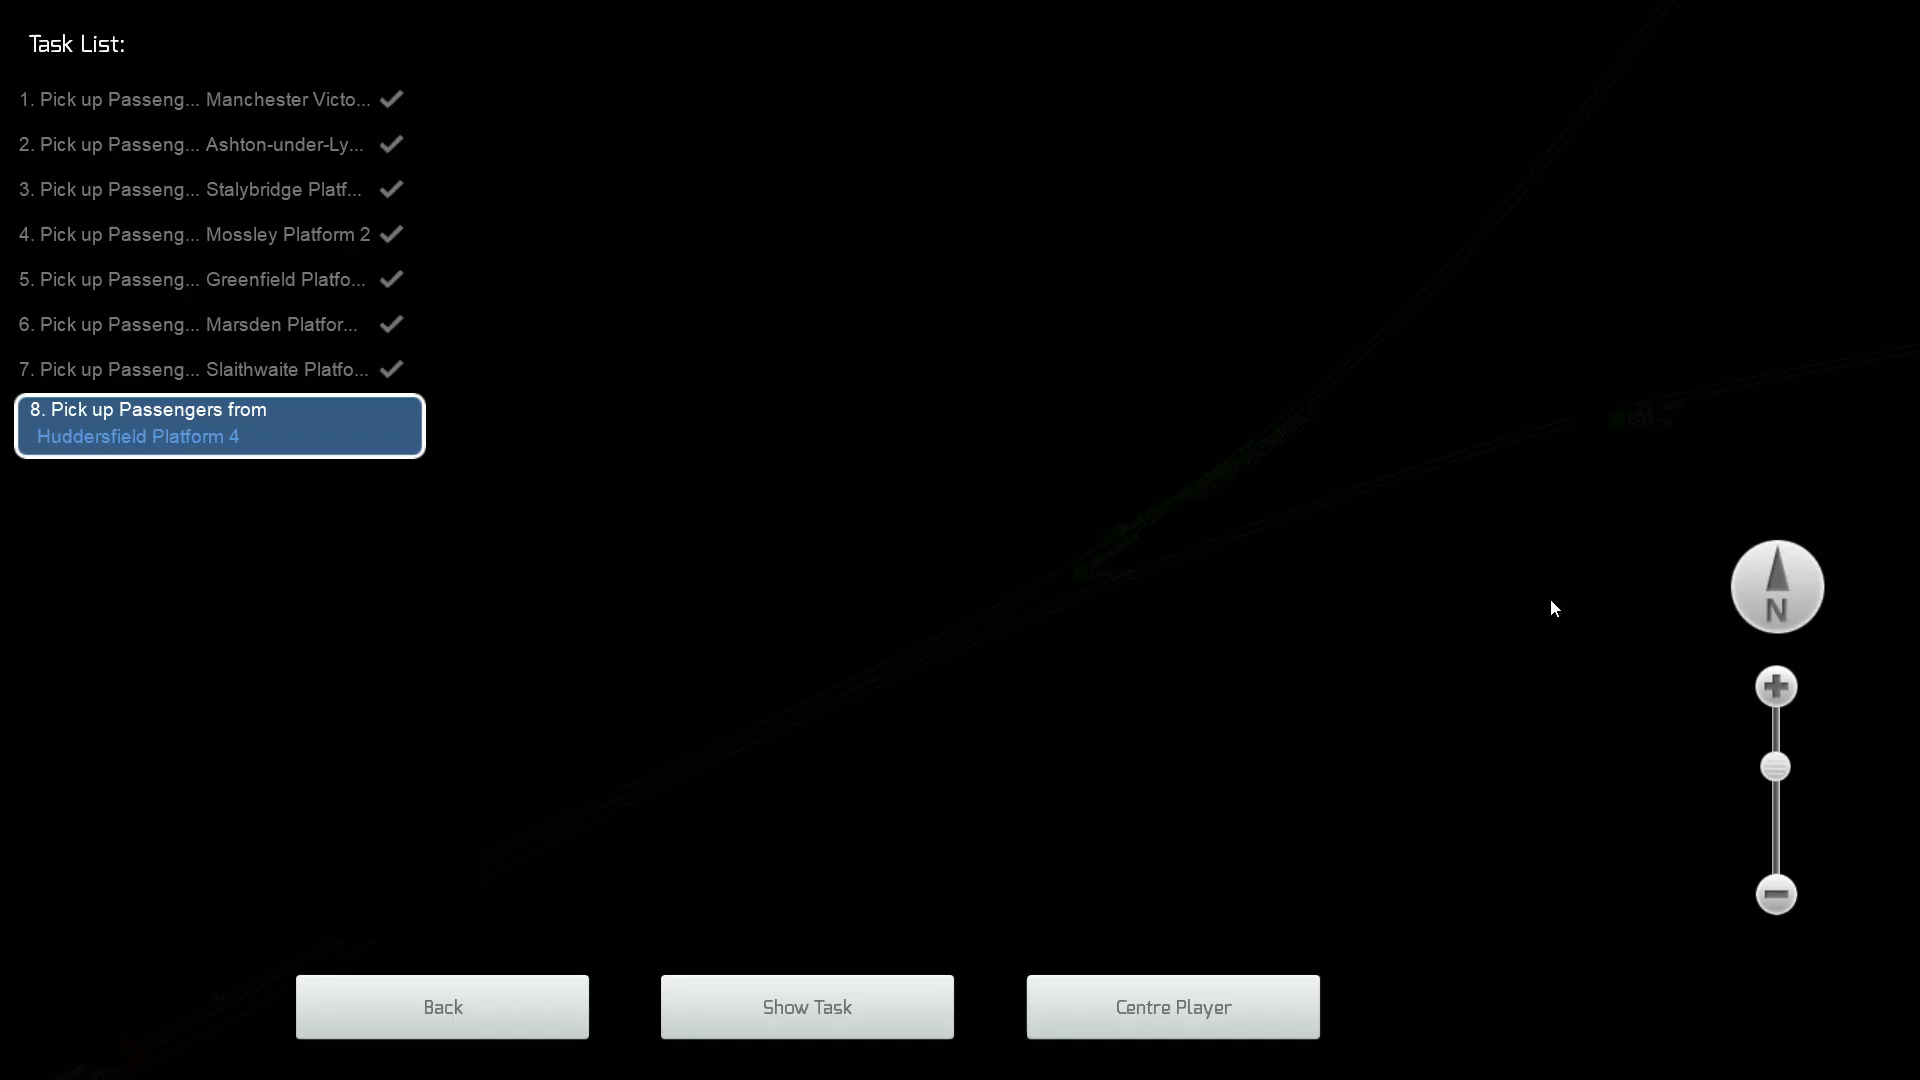 Task List:
1. Pick up Passeng... Manchester Victo...
2. Pick up Passeng... Ashton-under-Ly...
3. Pick up Passeng... Stalybridge Platf...
4. Pick up Passeng... Mossley Platform 2
5. Pick up Passeng... Greenfield Platfo...
6. Pick up Passeng... Marsden Platfor...
7. Pick up Passeng... Slaithwaite Platfo...
8. Pick up Passengers from
Huddersfield Platform 4
N
Back
Show Task
Centre Player